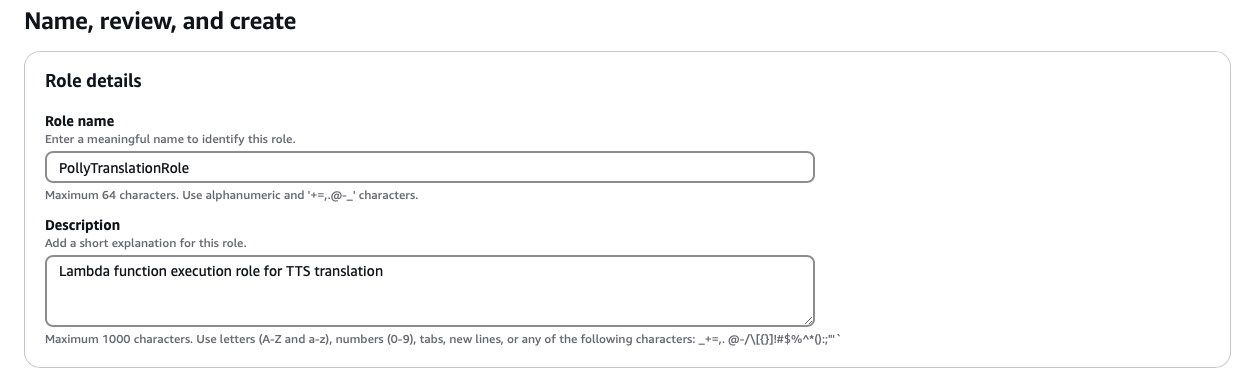 Name, review, and create
Role details
Role name
Enter a meaningful name to identify this role.
PollyTranslationRole
Maximum 64 characters. Use alphanumeric and '+=,.@-_' characters.
Description
Add a short explanation for this role.
Lambda function execution role for TTS translation
Maximum 1000 characters. Use letters (A-Z and a-z), numbers (0-9), tabs, new lines, or any of the following characters: _+=,. @-/\[{}]!#$%^*();:"'`